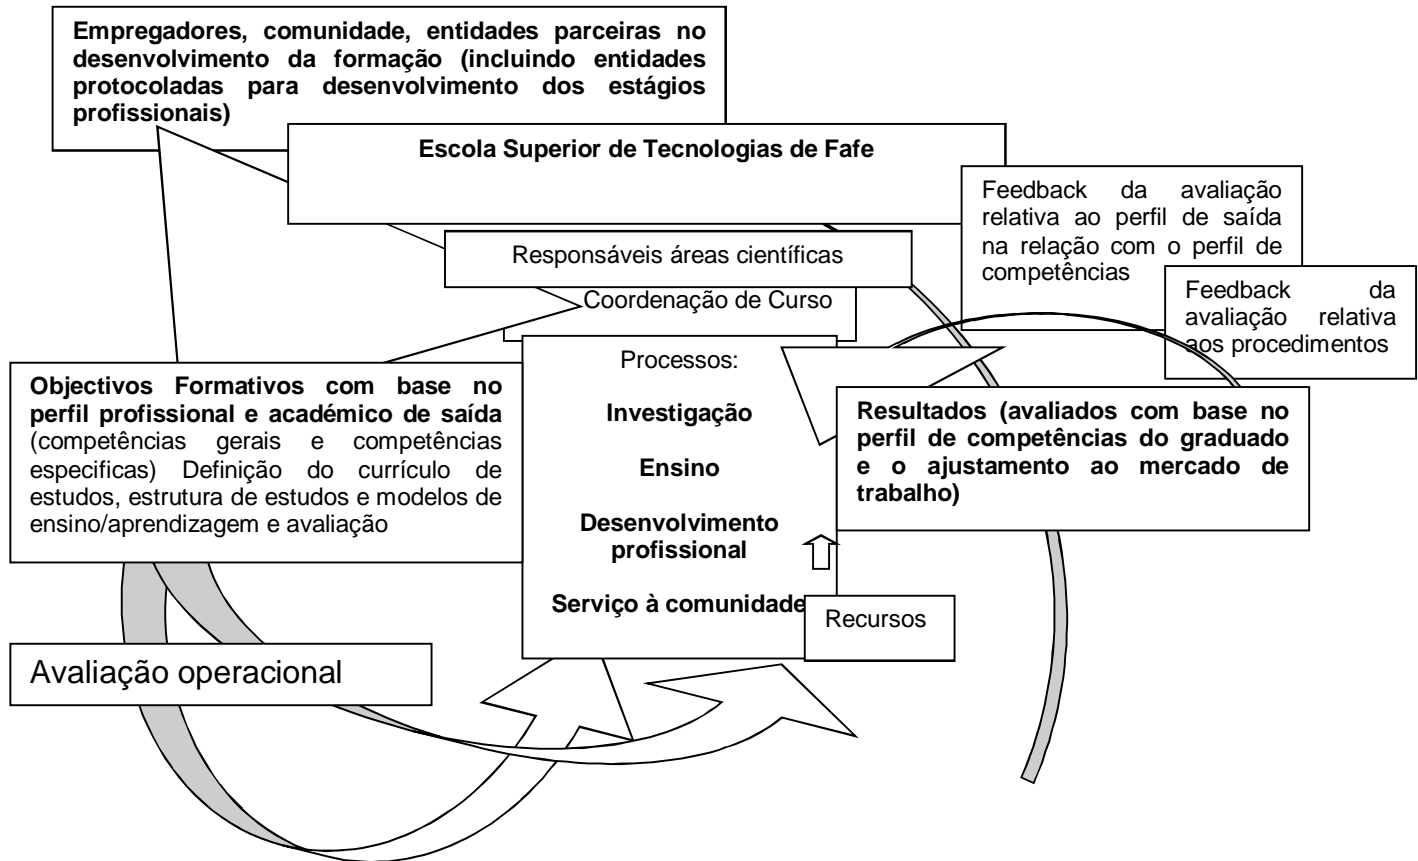 Empregadores, comunidade, entidades parceiras no
desenvolvimento da formação (incluindo entidades
protocoladas para desenvolvimento dos estágios
profissionais)
Escola Superior de Tecnologias de Fafe
Feedback da avaliação
relativa ao perfil de saída
na relação com o perfil de
competências
Responsáveis áreas científicas
Coordenação de Curso
Feedback da
avaliação relativa
aos procedimentos
Processos:
Investigação
Ensino
Desenvolvimento
profissional
Serviço à comunidade
Objectivos Formativos com base no
perfil profissional e académico de saída
(competências gerais e competências
especificas) Definição do currículo de
estudos, estrutura de estudos e modelos de
ensino/aprendizagem e avaliação
Resultados (avaliados com base no
perfil de competências do graduado
e o ajustamento ao mercado de
trabalho)
Recursos
Avaliação operacional